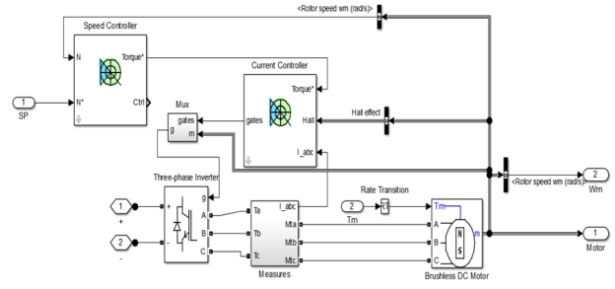 <Rotor speed wm (rad/s)>
Speed Controller
N
Torque*
N*
Ctrl
1
SP
Current Controller
Torque*
Hall
gates
I_abc
Hall effect
Mux
gates
g
m
2
Wm
<Rotor speed wm (rad/s)
Three-phase Inverter
g
+
A
B
-
C
1
+
2
-
I_abc
Ta
Mta
Tb
Mtb
Tc
Mtc
Measures
Rate Transition
2
Tm
RT
Tm
A
B
C
N
S
m
Brushless DC Motor
1
Motor